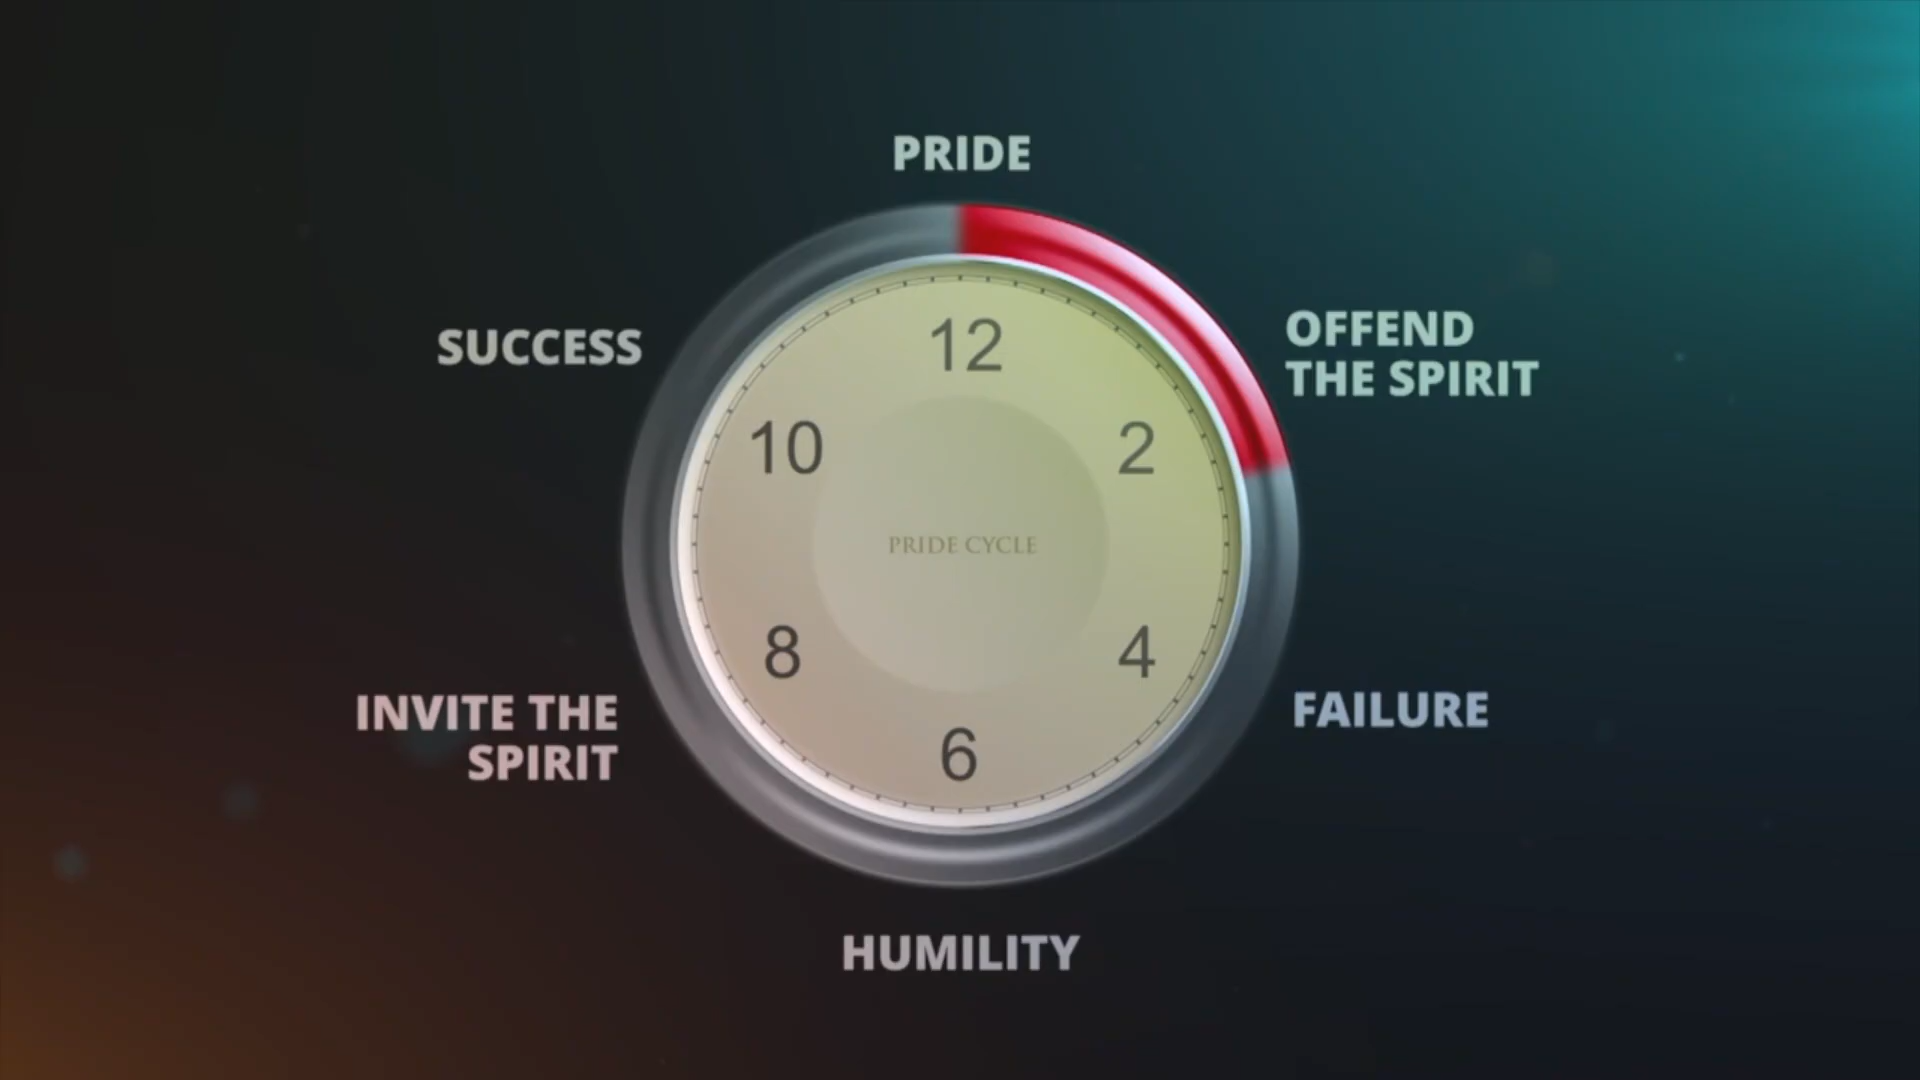 PRIDE
OFFEND
THE SPIRIT
SUCCESS
12
10
2
PRIDE CYCLE
8
4
6
INVITE THE
SPIRIT
FAILURE
HUMILITY